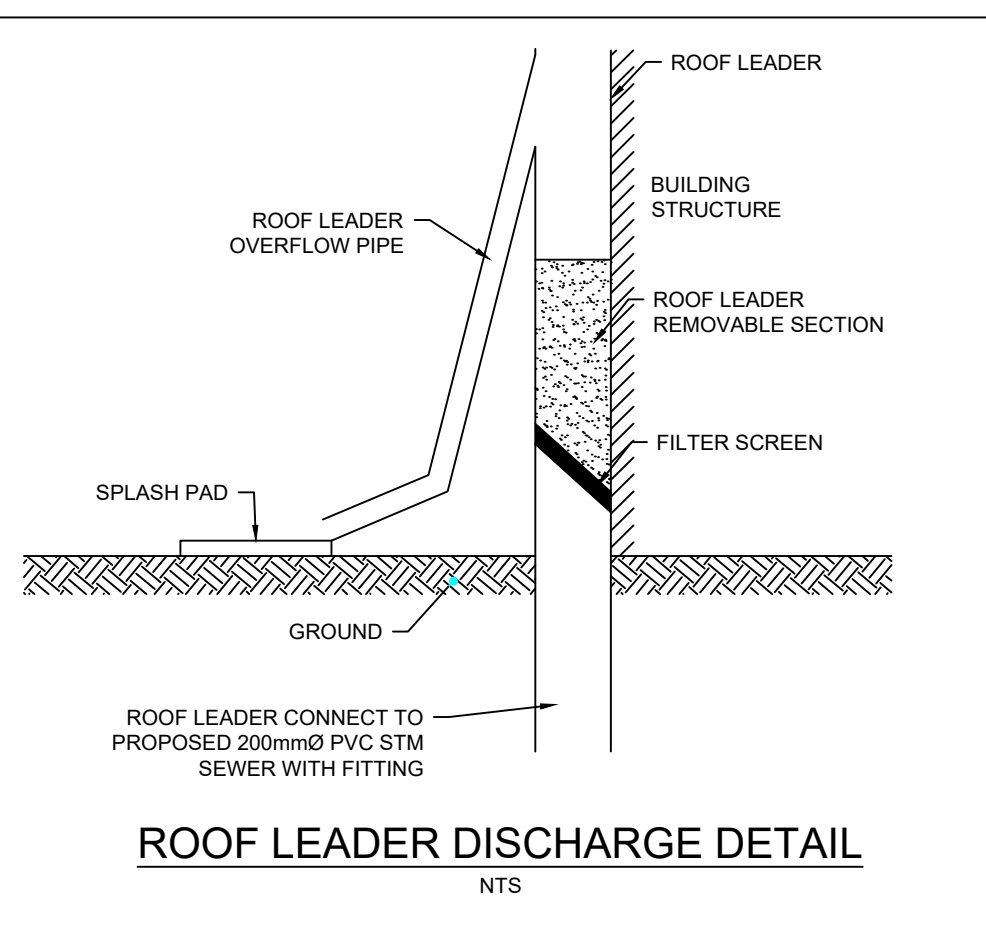 ROOF LEADER
BUILDING
STRUCTURE
ROOF LEADER
OVERFLOW PIPE
ROOF LEADER
REMOVABLE SECTION
FILTER SCREEN
SPLASH PAD
GROUND
ROOF LEADER CONNECT TO
PROPOSED 200mmØ PVC STM
SEWER WITH FITTING
ROOF LEADER DISCHARGE DETAIL
NTS